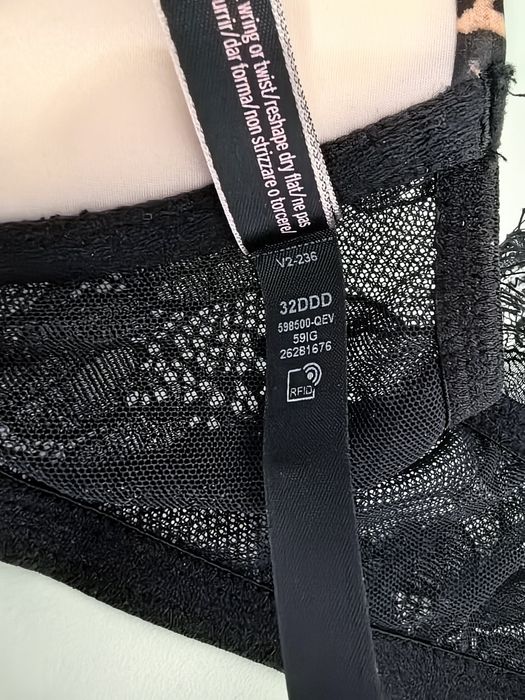 wring or twist/reshape dry flat/ne pas
urrir/dar forma/non strizzare o torcere/
V2-236
32DDD
598500-QEV
59IG
26281676
RFID